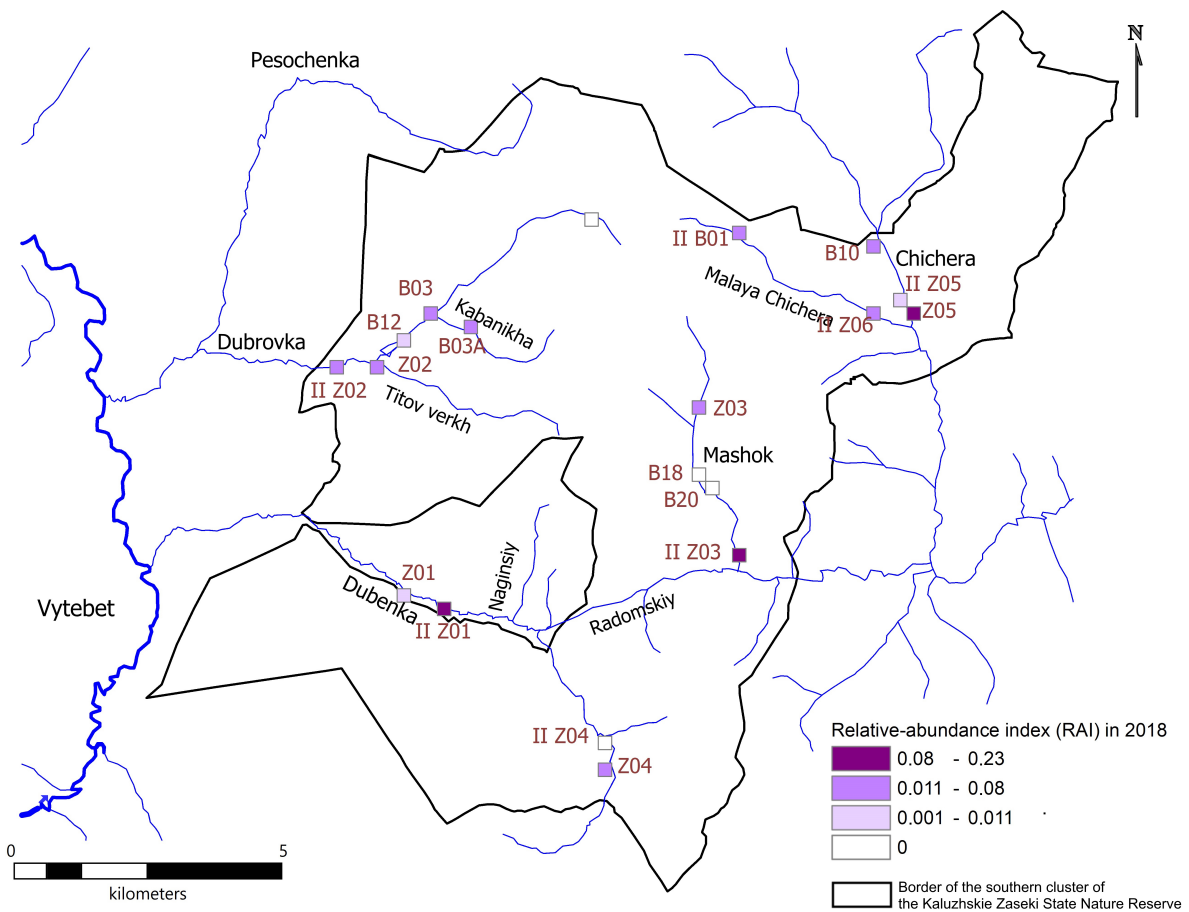 Pesochenka
N
II B01
B10
Chichera
II Z05
Malaya Chichera
II Z06
Z05
B03
Kabanikha
B12
B03A
Dubrovka
Z02
II Z02
Titov verkh
Z03
Mashok
B18
B20
II Z03
Naginsiy
Z01
Dubenka
II Z01
Radomskiy
Vytebet
II Z04
Z04
Relative-abundance index (RAI) in 2018
0.08 - 0.23
0.011 - 0.08
0.001 - 0.011
0
0 5
kilometers
Border of the southern cluster of
the Kaluzhskie Zaseki State Nature Reserve